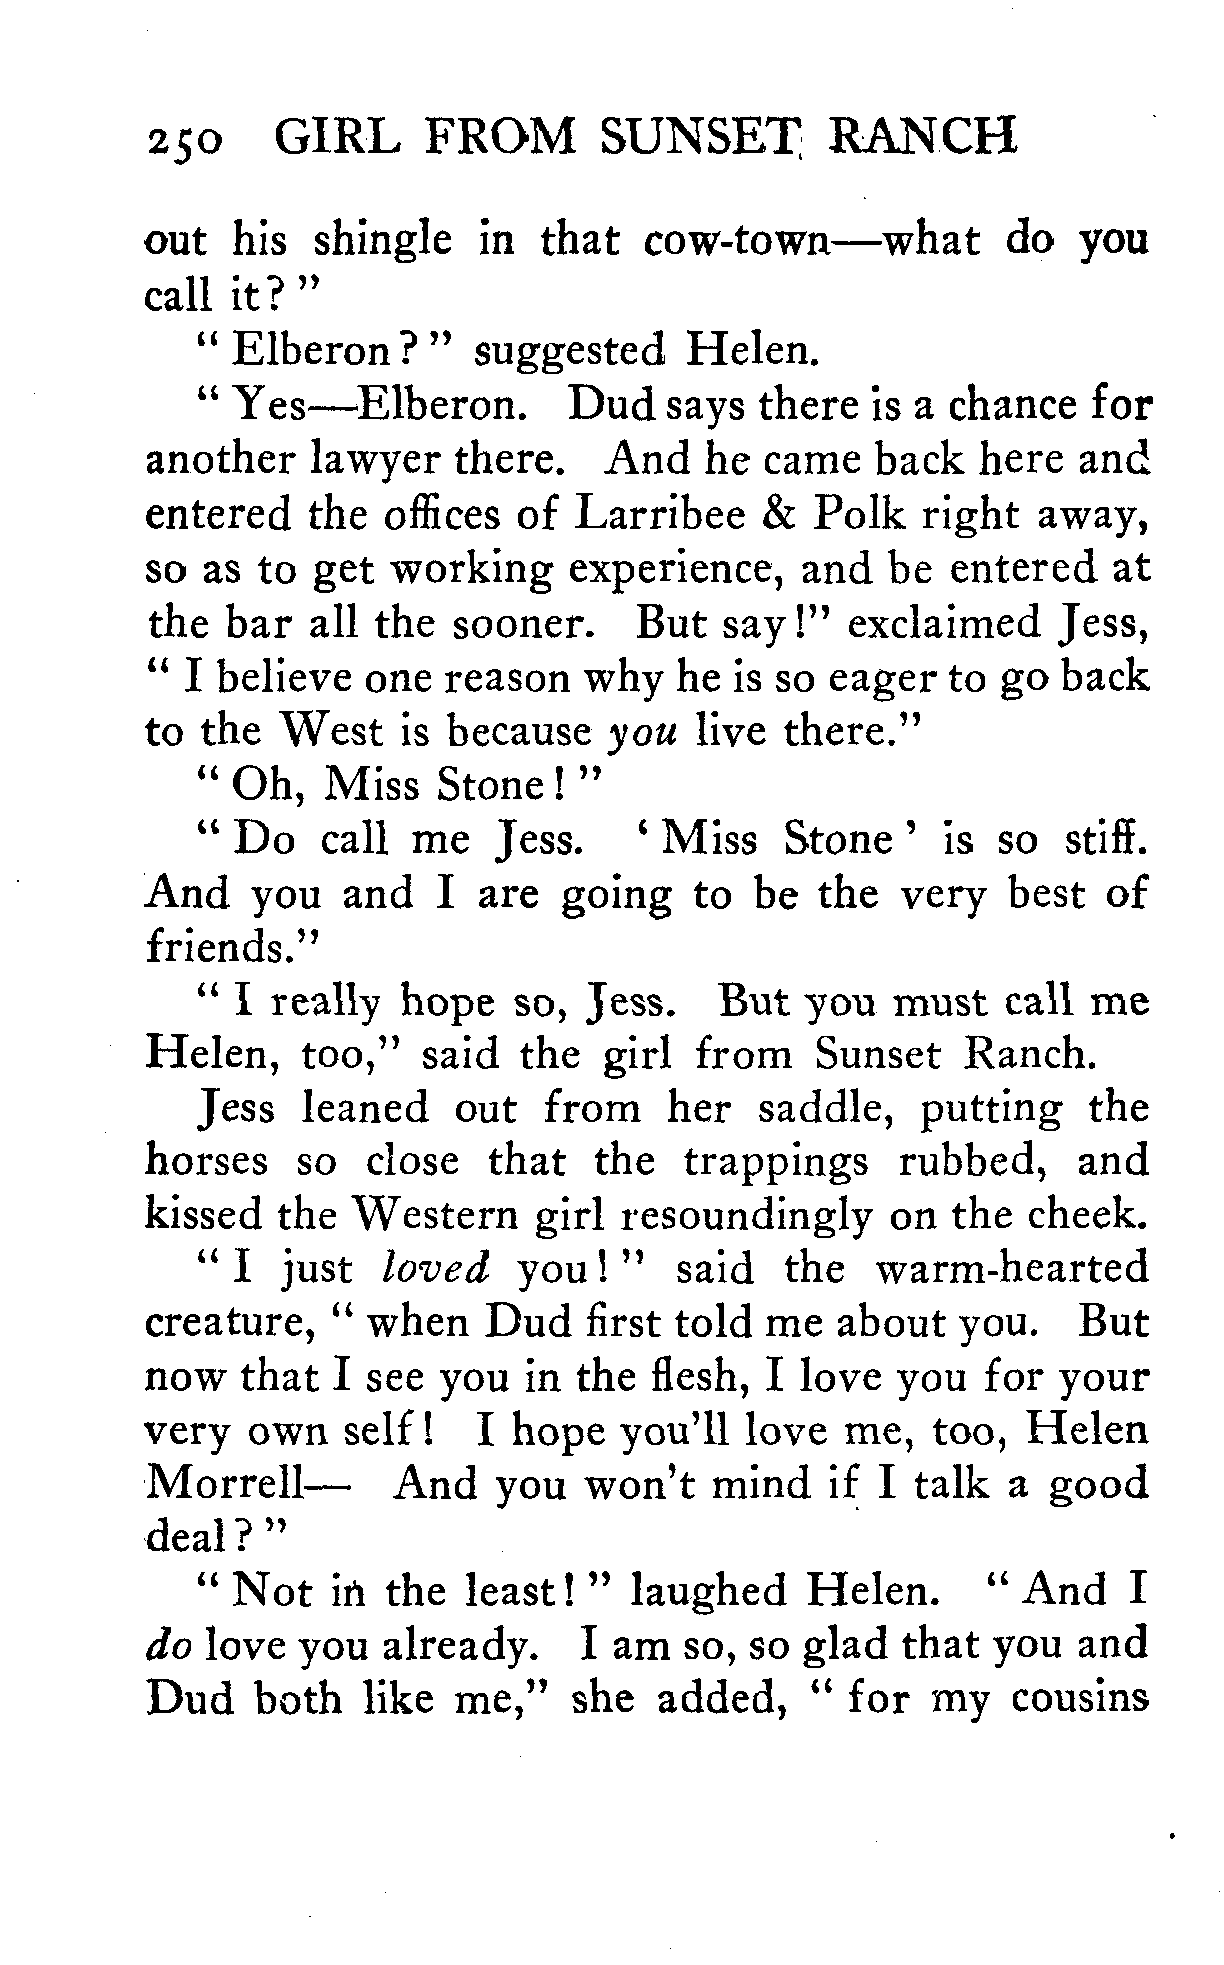 250 GIRL FROM SUNSET RANCH
out his shingle in that cow-town—what do you
call it? "
" Elberon? " suggested Helen.
" Yes—Elberon. Dud says there is a chance for
another lawyer there. And he came back here and
entered the offices of Larribee & Polk right away,
so as to get working experience, and be entered at
the bar all the sooner. But say!" exclaimed Jess,
" I believe one reason why he is so eager to go back
to the West is because you live there."
" Oh, Miss Stone! "
" Do call me Jess. ' Miss Stone ' is so stiff.
And you and I are going to be the very best of
friends."
" I really hope so, Jess. But you must call me
Helen, too," said the girl from Sunset Ranch.
Jess leaned out from her saddle, putting the
horses so close that the trappings rubbed, and
kissed the Western girl resoundingly on the cheek.
" I just loved you! " said the warm-hearted
creature, " when Dud first told me about you. But
now that I see you in the flesh, I love you for your
very own self! I hope you'll love me, too, Helen
Morrell— And you won't mind if I talk a good
deal? "
" Not in the least! " laughed Helen. " And I
do love you already. I am so, so glad that you and
Dud both like me," she added, " for my cousins